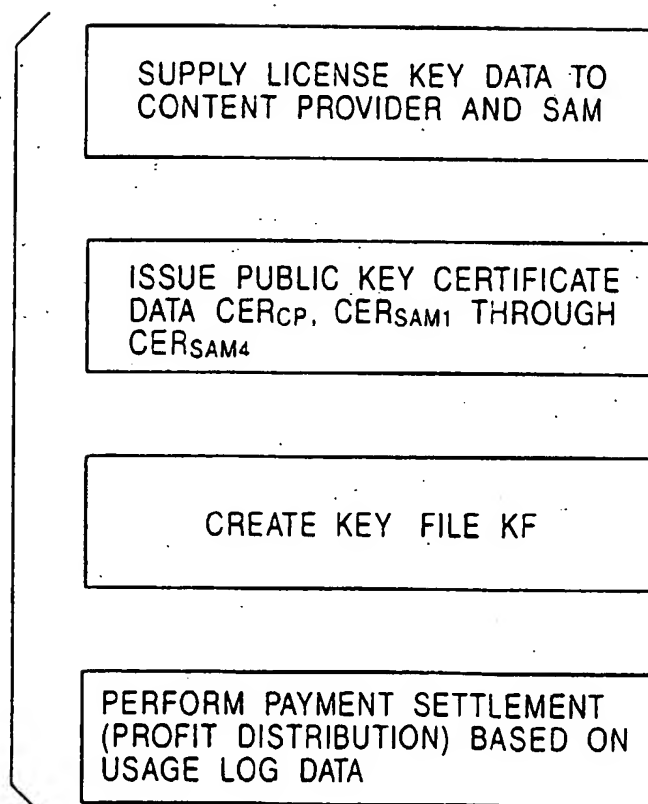 SUPPLY LICENSE KEY DATA TO
CONTENT PROVIDER AND SAM
ISSUE PUBLIC KEY CERTIFICATE
DATA CERCP, CERSAM1 THROUGH
CERSAM4
CREATE KEY FILE KF
PERFORM PAYMENT SETTLEMENT
(PROFIT DISTRIBUTION) BASED ON
USAGE LOG DATA